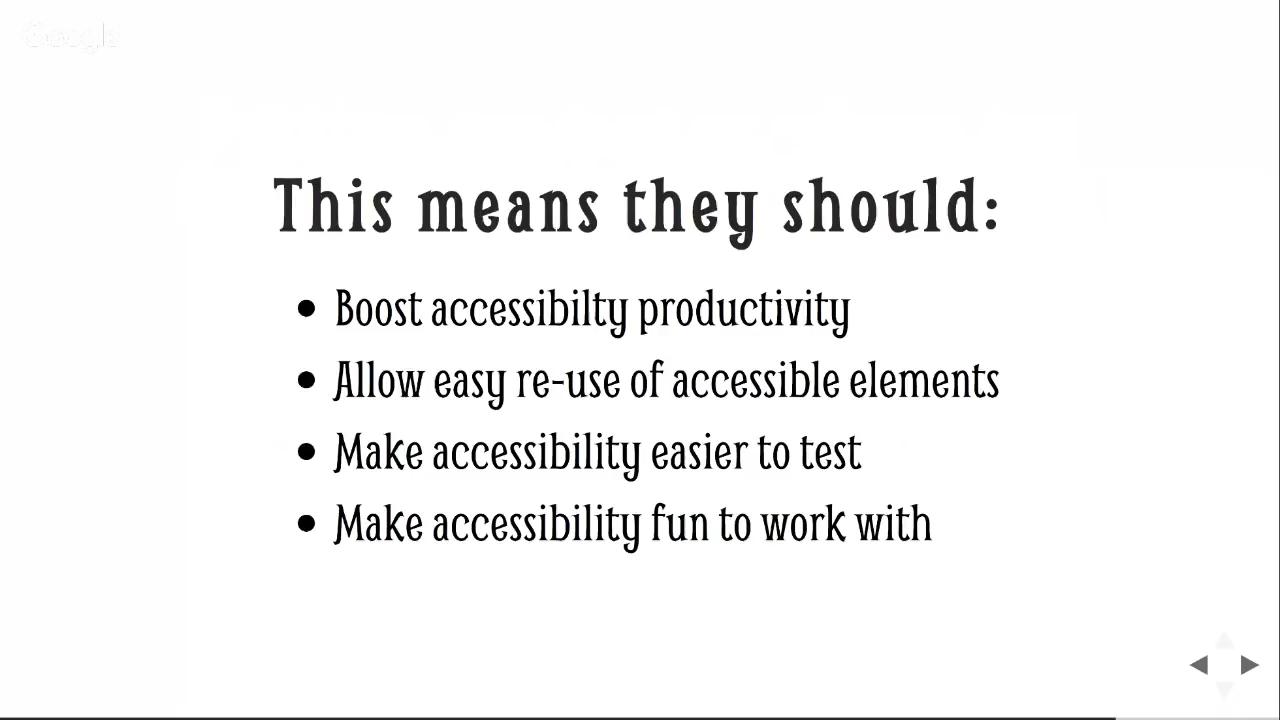 Google
This means they should:
Boost accessibilty productivity
Allow easy re-use of accessible elements
Make accessibility easier to test
Make accessibility fun to work with